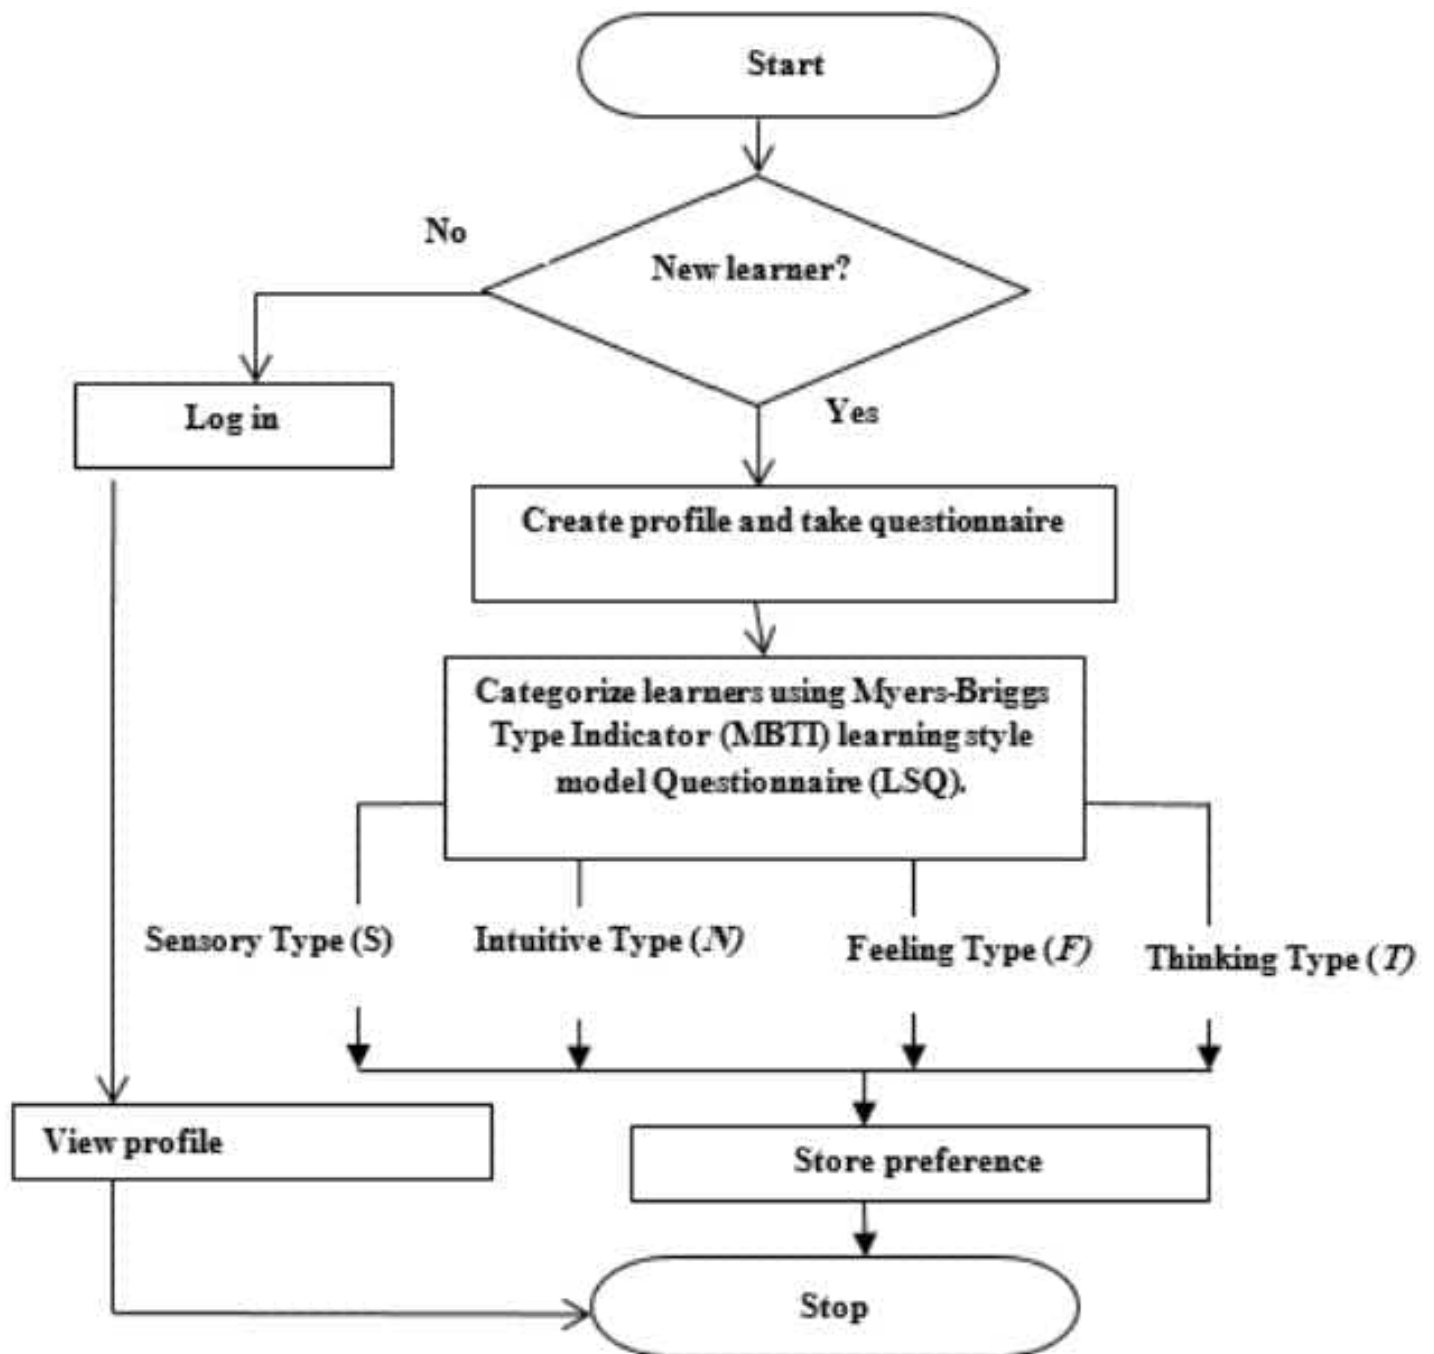 Start
No
New learner?
Log in
Yes
Create profile and take questionnaire
Categorize learners using Myers-Briggs
Type Indicator (MBTI) learning style
model Questionnaire (LSQ).
Sensory Type (S)
Intuitive Type (N)
Feeling Type (F)
Thinking Type (T)
View profile
Store preference
Stop